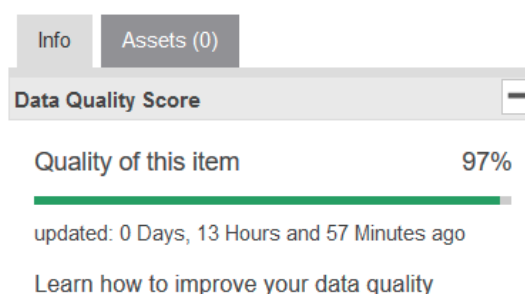 Info Assets (0)
Data Quality Score
Quality of this item 97%
updated: 0 Days, 13 Hours and 57 Minutes ago
Learn how to improve your data quality